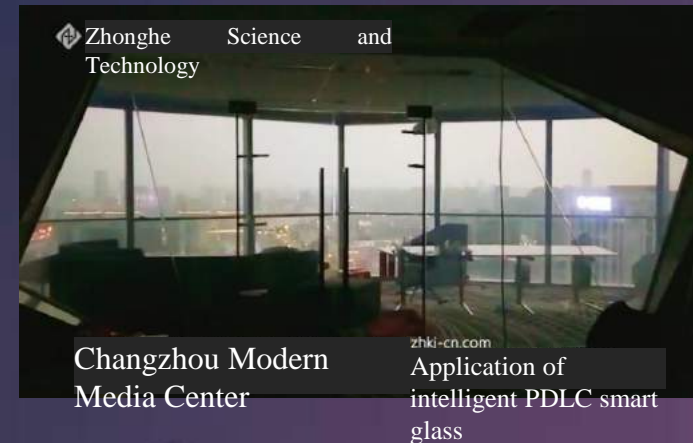 Zhonghe Science and
Technology
zhki-cn.com
Changzhou Modern
Media Center
Application of
intelligent PDLC smart
glass